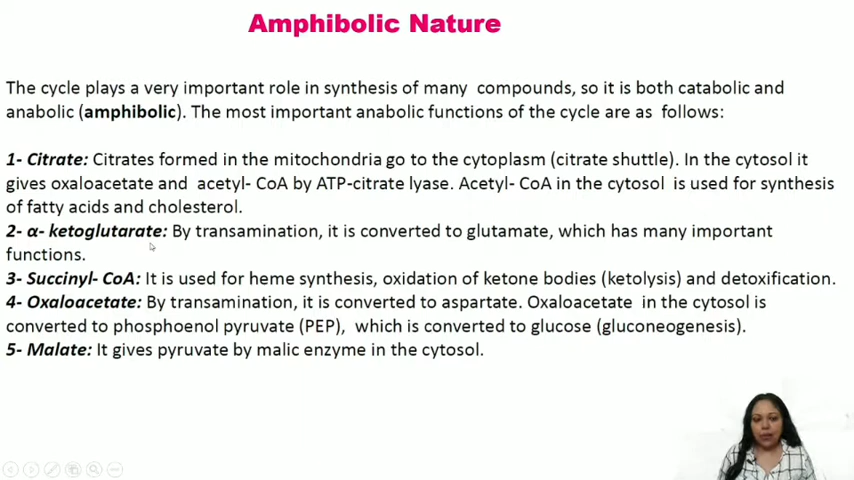 Amphibolic Nature
The cycle plays a very important role in synthesis of many compounds, so it is both catabolic and
anabolic (amphibolic). The most important anabolic functions of the cycle are as follows:
1- Citrate: Citrates formed in the mitochondria go to the cytoplasm (citrate shuttle). In the cytosol it
gives oxaloacetate and acetyl- CoA by ATP-citrate lyase. Acetyl- CoA in the cytosol is used for synthesis
of fatty acids and cholesterol.
2- α- ketoglutarate: By transamination, it is converted to glutamate, which has many important
functions.
3- Succinyl- CoA: It is used for heme synthesis, oxidation of ketone bodies (ketolysis) and detoxification.
4- Oxaloacetate: By transamination, it is converted to aspartate. Oxaloacetate in the cytosol is
converted to phosphoenol pyruvate (PEP), which is converted to glucose (gluconeogenesis).
5- Malate: It gives pyruvate by malic enzyme in the cytosol.